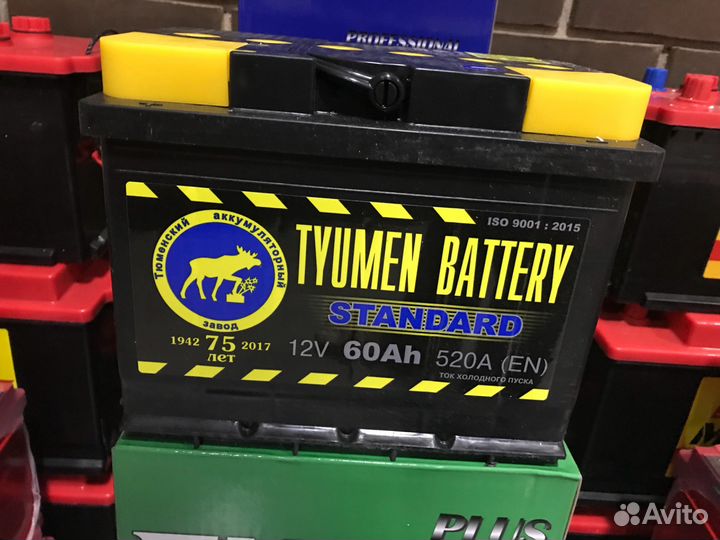 PROFESSIONAL
ISO 9001 : 2015
Тюменский аккумуляторный
завод
TYUMEN BATTERY
STANDARD
1942 75 2017
лет
12V 60Ah 520A (EN)
ТОК ХОЛОДНОГО ПУСКА
PLUS
Avito